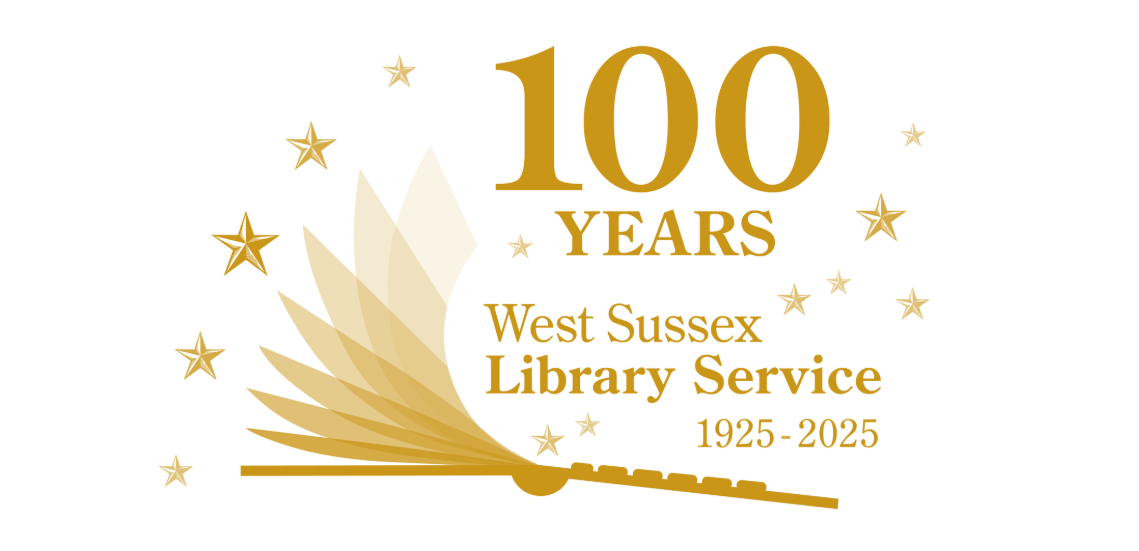 100
YEARS
West Sussex
Library Service
1925-2025